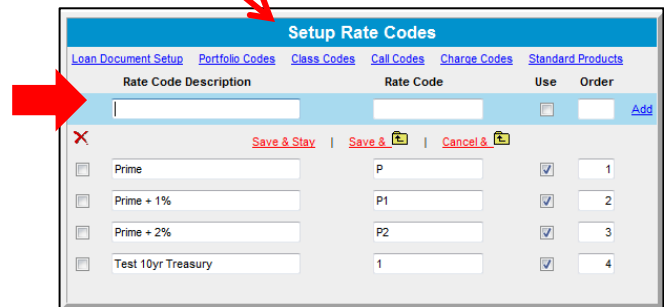 Setup Rate Codes
Loan Document Setup Portfolio Codes Class Codes Call Codes Charge Codes Standard Products
Rate Code Description Rate Code Use Order
Add
Save & Stay | Save & | Cancel &
Prime P 1
Prime + 1% P1 2
Prime + 2% P2 3
Test 10yr Treasury 1 4